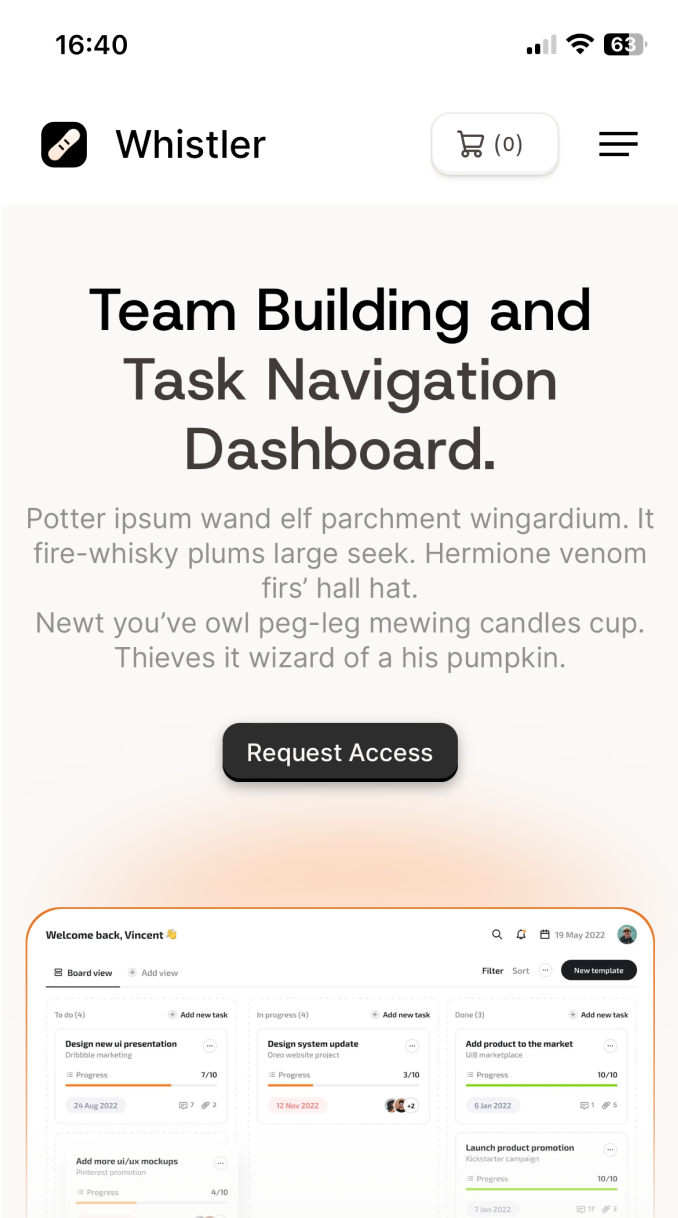 16:40
63
Whistler
(0)
Team Building and
Task Navigation
Dashboard.
Potter ipsum wand elf parchment wingardium. It
fire-whisky plums large seek. Hermione venom
firs’ hall hat.
Newt you’ve owl peg-leg mewing candles cup.
Thieves it wizard of a his pumpkin.
Request Access
Welcome back, Vincent 👋
19 May 2022
Board view
Add view
Filter
Sort
New template
To do (4)
Add new task
In progress (4)
Add new task
Done (3)
Add new task
Design new ui presentation
Dribbble marketing
Progress
7/10
24 Aug 2022
7
2
Design system update
Oreo website project
Progress
3/10
12 Nov 2022
+2
Add product to the market
Ui8 marketplace
Progress
10/10
6 Jan 2022
1
5
Add more ui/ux mockups
Pinterest promotion
Progress
4/10
Launch product promotion
Kickstarter campaign
Progress
10/10
7 Jan 2022
17
3